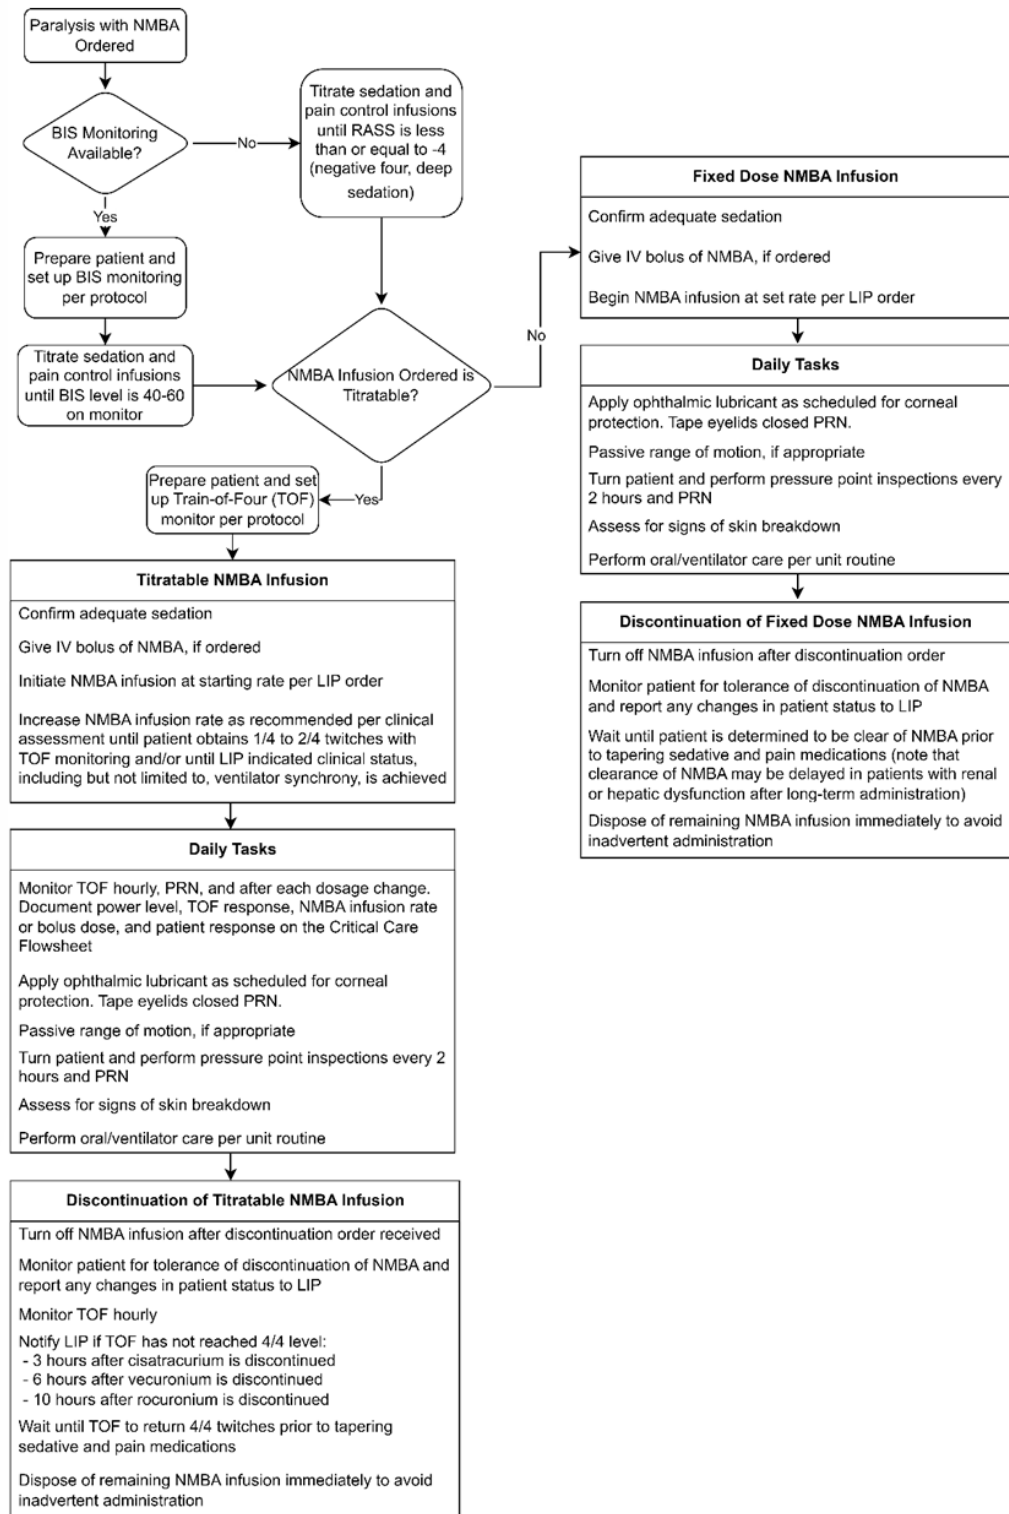 Paralysis with NMBA
Ordered
BIS Monitoring
Available?
No
Titrate sedation and
pain control infusions
until RASS is less
than or equal to -4
(negative four, deep
sedation)
Yes
Prepare patient and
set up BIS monitoring
per protocol
Titrate sedation and
pain control infusions
until BIS level is 40-60
on monitor
NMBA Infusion Ordered is
Titratable?
No
Yes
Prepare patient and set
up Train-of-Four (TOF)
monitor per protocol
Titratable NMBA Infusion
Confirm adequate sedation
Give IV bolus of NMBA, if ordered
Initiate NMBA infusion at starting rate per LIP order
Increase NMBA infusion rate as recommended per clinical
assessment until patient obtains 1/4 to 2/4 twitches with
TOF monitoring and/or until LIP indicated clinical status,
including but not limited to, ventilator synchrony, is achieved
Daily Tasks
Monitor TOF hourly, PRN, and after each dosage change.
Document power level, TOF response, NMBA infusion rate
or bolus dose, and patient response on the Critical Care
Flowsheet
Apply ophthalmic lubricant as scheduled for corneal
protection. Tape eyelids closed PRN.
Passive range of motion, if appropriate
Turn patient and perform pressure point inspections every 2
hours and PRN
Assess for signs of skin breakdown
Perform oral/ventilator care per unit routine
Discontinuation of Titratable NMBA Infusion
Turn off NMBA infusion after discontinuation order received
Monitor patient for tolerance of discontinuation of NMBA and
report any changes in patient status to LIP
Monitor TOF hourly
Notify LIP if TOF has not reached 4/4 level:
- 3 hours after cisatracurium is discontinued
- 6 hours after vecuronium is discontinued
- 10 hours after rocuronium is discontinued
Wait until TOF to return 4/4 twitches prior to tapering
sedative and pain medications
Dispose of remaining NMBA infusion immediately to avoid
inadvertent administration
Fixed Dose NMBA Infusion
Confirm adequate sedation
Give IV bolus of NMBA, if ordered
Begin NMBA infusion at set rate per LIP order
Daily Tasks
Apply ophthalmic lubricant as scheduled for corneal
protection. Tape eyelids closed PRN.
Passive range of motion, if appropriate
Turn patient and perform pressure point inspections every
2 hours and PRN
Assess for signs of skin breakdown
Perform oral/ventilator care per unit routine
Discontinuation of Fixed Dose NMBA Infusion
Turn off NMBA infusion after discontinuation order
Monitor patient for tolerance of discontinuation of NMBA
and report any changes in patient status to LIP
Wait until patient is determined to be clear of NMBA prior
to tapering sedative and pain medications (note that
clearance of NMBA may be delayed in patients with renal
or hepatic dysfunction after long-term administration)
Dispose of remaining NMBA infusion immediately to avoid
inadvertent administration